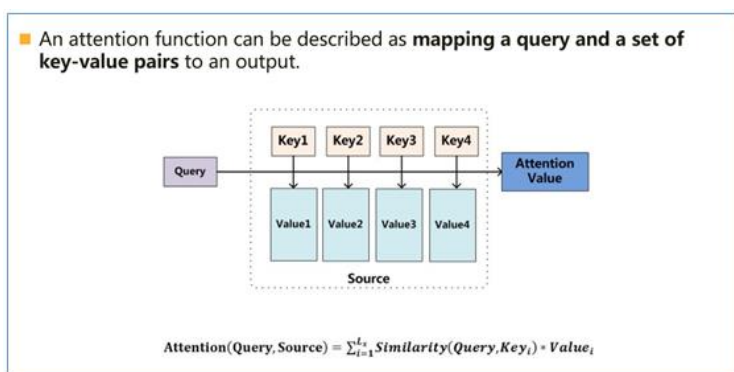 An attention function can be described as mapping a query and a set of
key-value pairs to an output.
Key1 Key2 Key3 Key4
Query
Attention
Value
Value1 Value2 Value3 Value4
Source
Attention(Query, Source) = ∑_{i=1}^{L_x} Similarity(Query, Key_i) * Value_i